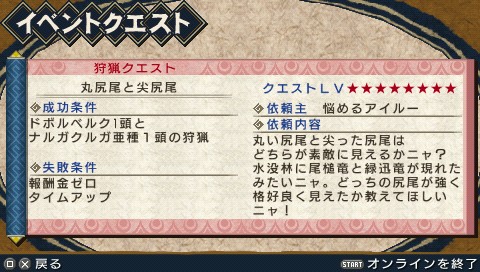 イベントクエスト
狩猟クエスト
丸尻尾と尖尻尾
クエストLV★★★★★★★★
成功条件
ドボルベルク1頭と
ナルガクルガ亜種1頭の狩猟
失敗条件
報酬金ゼロ
タイムアップ
依頼主 悩めるアイルー
依頼内容
丸い尻尾と尖った尻尾は
どちらが素敵に見えるかニャ?
水没林に尾槌竜と緑迅竜が現れた
みたいニャ。どっちの尻尾が強く
格好良く見えたか教えてほしい
ニャ!
戻る
START オンラインを終了